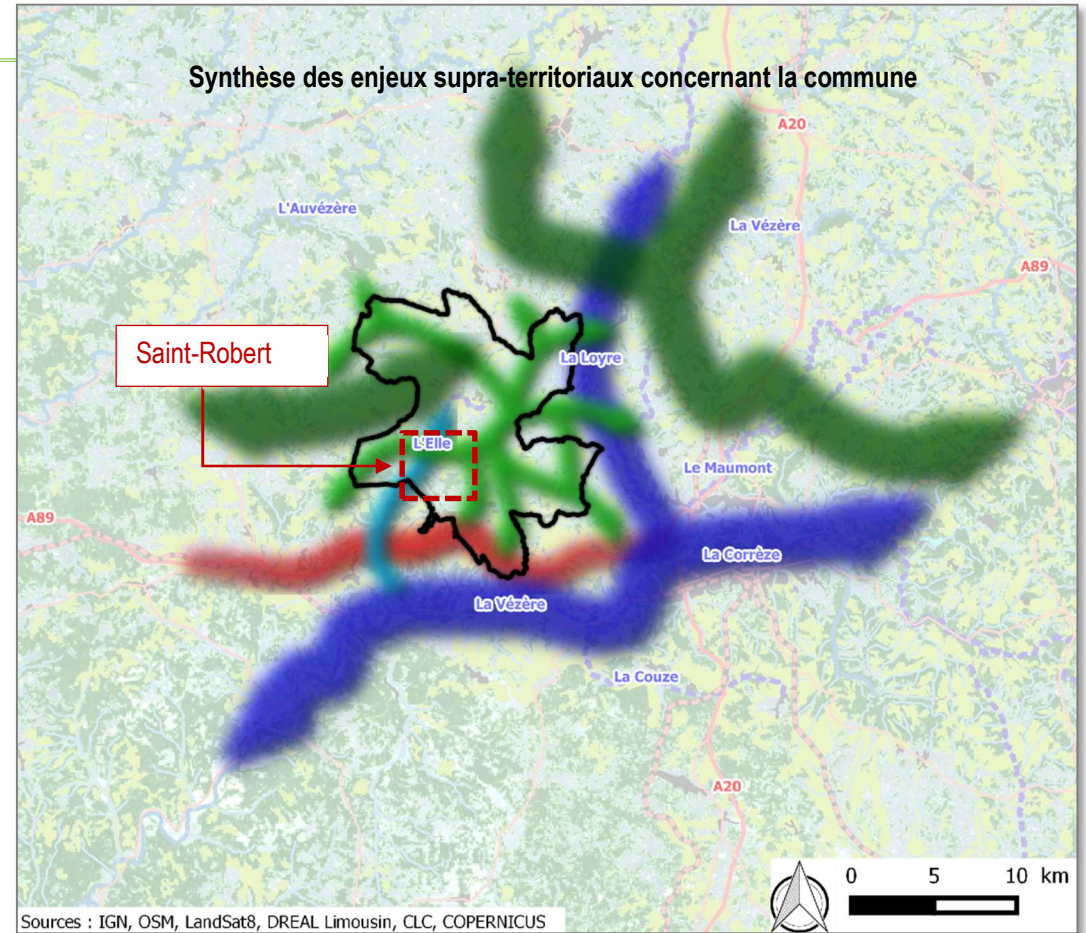 Synthèse des enjeux supra-territoriaux concernant la commune
A20
L'Auvézère
La Vézère
A89
Saint-Robert
La Loyre
L'Elle
Le Maumont
A89
La Corrèze
La Vézère
La Couze
A20
0 5 10 km
Sources : IGN, OSM, LandSat8, DREAL Limousin, CLC, COPERNICUS